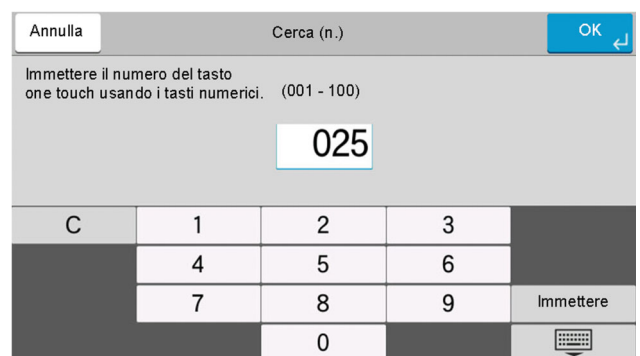 Annulla
Cerca (n.)
OK
Immettere il numero del tasto
one touch usando i tasti numerici. (001 - 100)
025
C 1 2 3
4 5 6
7 8 9 Immettere
0